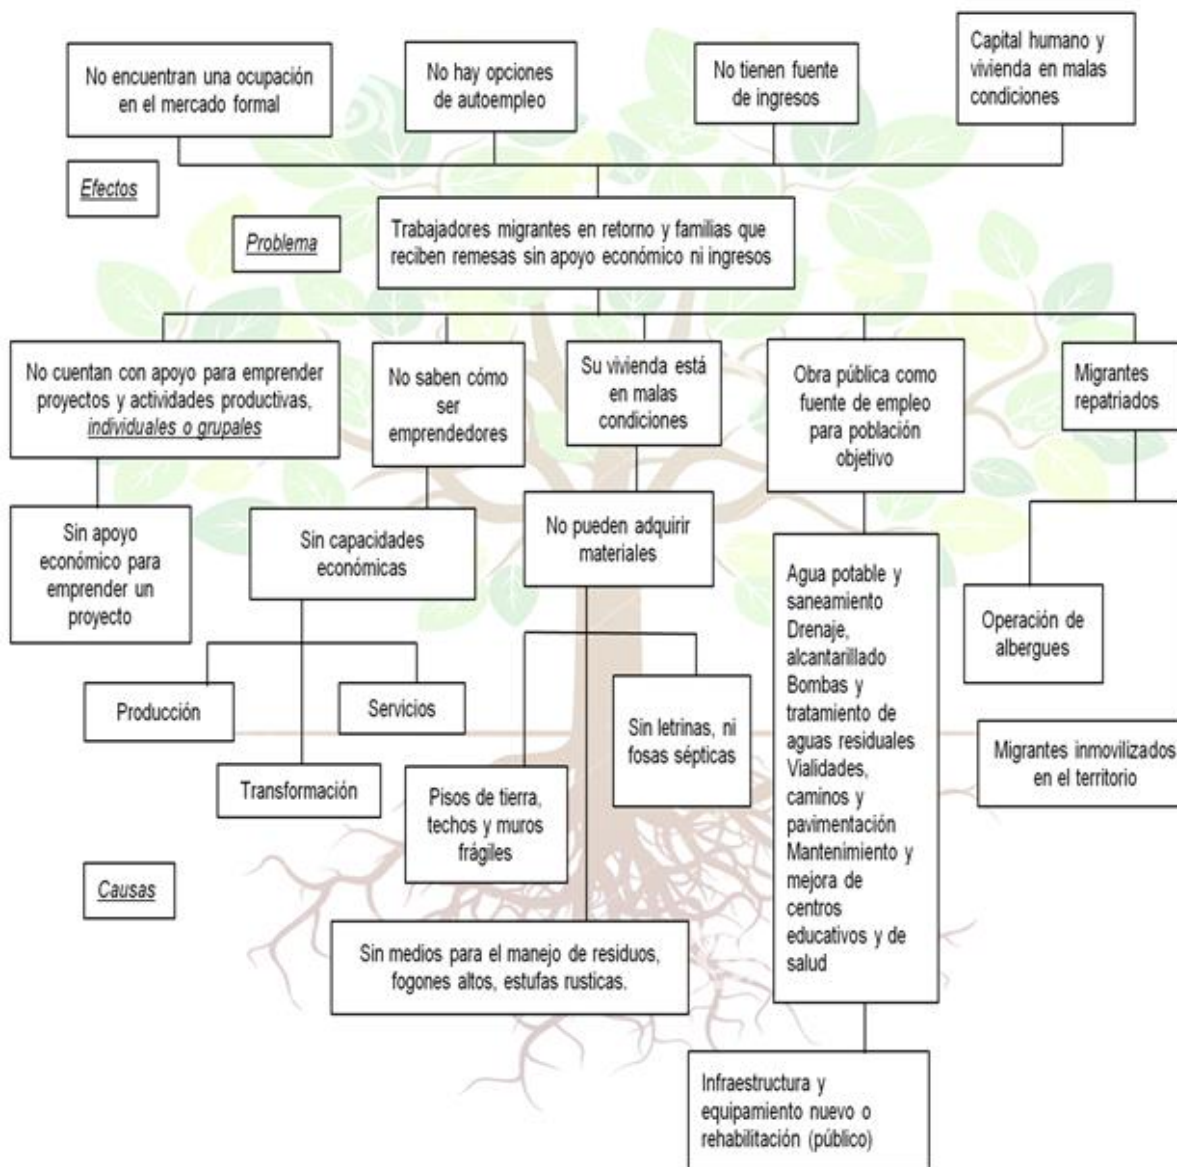 No encuentran una ocupación
en el mercado formal
No hay opciones
de autoempleo
No tienen fuente
de ingresos
Capital humano y
vivienda en malas
condiciones
Efectos
Problema
Trabajadores migrantes en retorno y familias que
reciben remesas sin apoyo económico ni ingresos
No cuentan con apoyo para emprender
proyectos y actividades productivas,
individuales o grupales
No saben cómo
ser
emprendedores
Su vivienda está
en malas
condiciones
Obra pública como
fuente de empleo
para población
objetivo
Migrantes
repatriados
Sin apoyo
económico para
emprender un
proyecto
Sin capacidades
económicas
No pueden adquirir
materiales
Agua potable y
saneamiento
Drenaje,
alcantarillado
Bombas y
tratamiento de
aguas residuales
Vialidades,
caminos y
pavimentación
Mantenimiento y
mejora de
centros
educativos y de
salud
Operación de
albergues
Producción
Servicios
Transformación
Pisos de tierra,
techos y muros
frágiles
Sin letrinas, ni
fosas sépticas
Migrantes inmovilizados
en el territorio
Causas
Sin medios para el manejo de residuos,
fogones altos, estufas rusticas.
Infraestructura y
equipamiento nuevo o
rehabilitación (público)